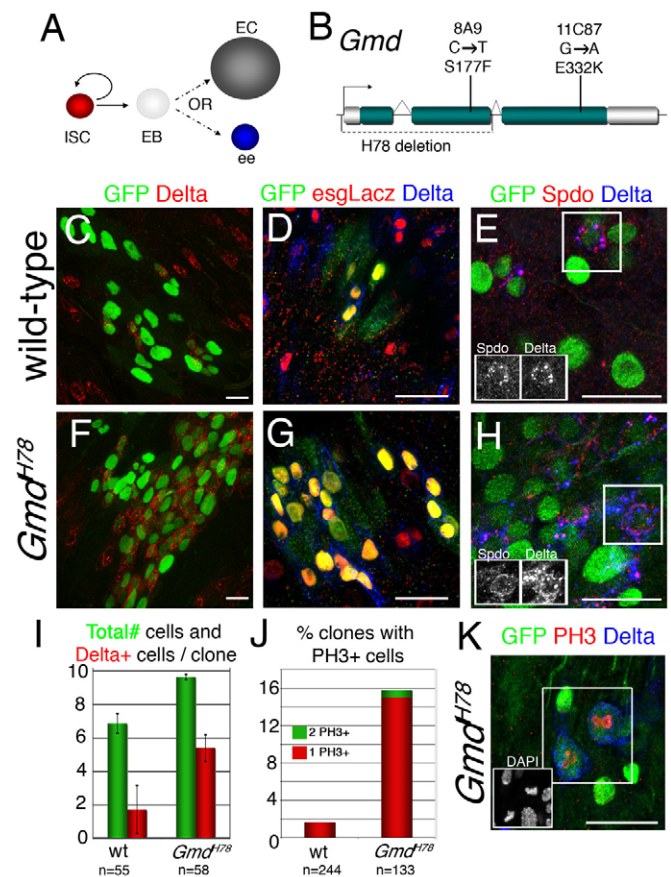 A
ISC
EB
OR
EC
ee
B
Gmd
8A9
C→T
S177F
11C87
G→A
E332K
H78 deletion
wild-type
GmdH78
GFP Delta
GFP esgLacz Delta
GFP Spdo Delta
C
D
E
Spdo
Delta
F
G
H
Spdo
Delta
I
Total# cells and
Delta+ cells / clone
10
8
6
4
2
0
wt
GmdH78
n=55
n=58
J
% clones with
PH3+ cells
16
12
8
4
0
2 PH3+
1 PH3+
wt
GmdH78
n=244
n=133
GFP PH3 Delta
K
GmdH78
DAPI